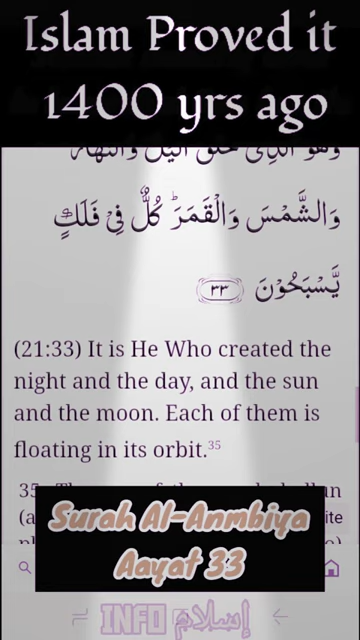 Islam Proved it
1400 yrs ago
وَالشَّمْسَ وَالْقَمَرَ ؕ كُلٌّ فِىْ فَلَكٍ
يَّسْبَحُوْنَ ‏﴿۳۳﴾
(21:33) It is He Who created the
night and the day, and the sun
and the moon. Each of them is
floating in its orbit.35
35.
Surah Al-Anmbiya
Aayat 33
INFO إسلام